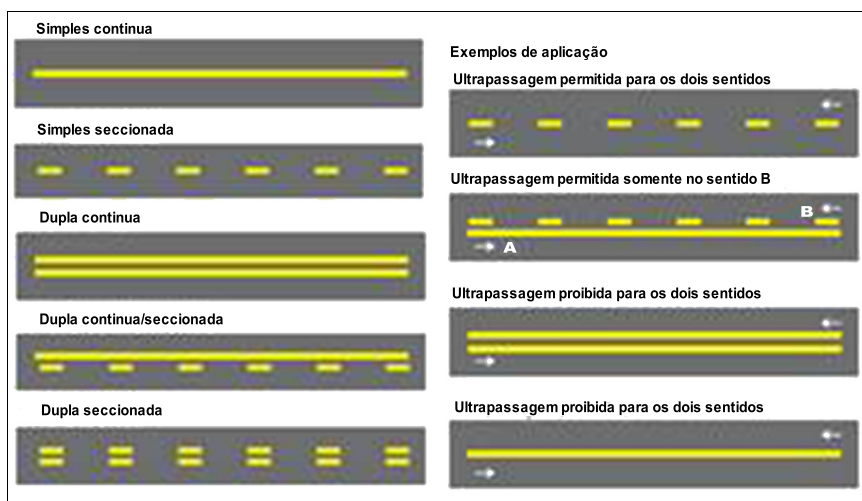 Simples continua
Simples seccionada
Dupla continua
Dupla continua/seccionada
Dupla seccionada
Exemplos de aplicação
Ultrapassagem permitida para os dois sentidos
Ultrapassagem permitida somente no sentido B
B
A
Ultrapassagem proibida para os dois sentidos
Ultrapassagem proibida para os dois sentidos